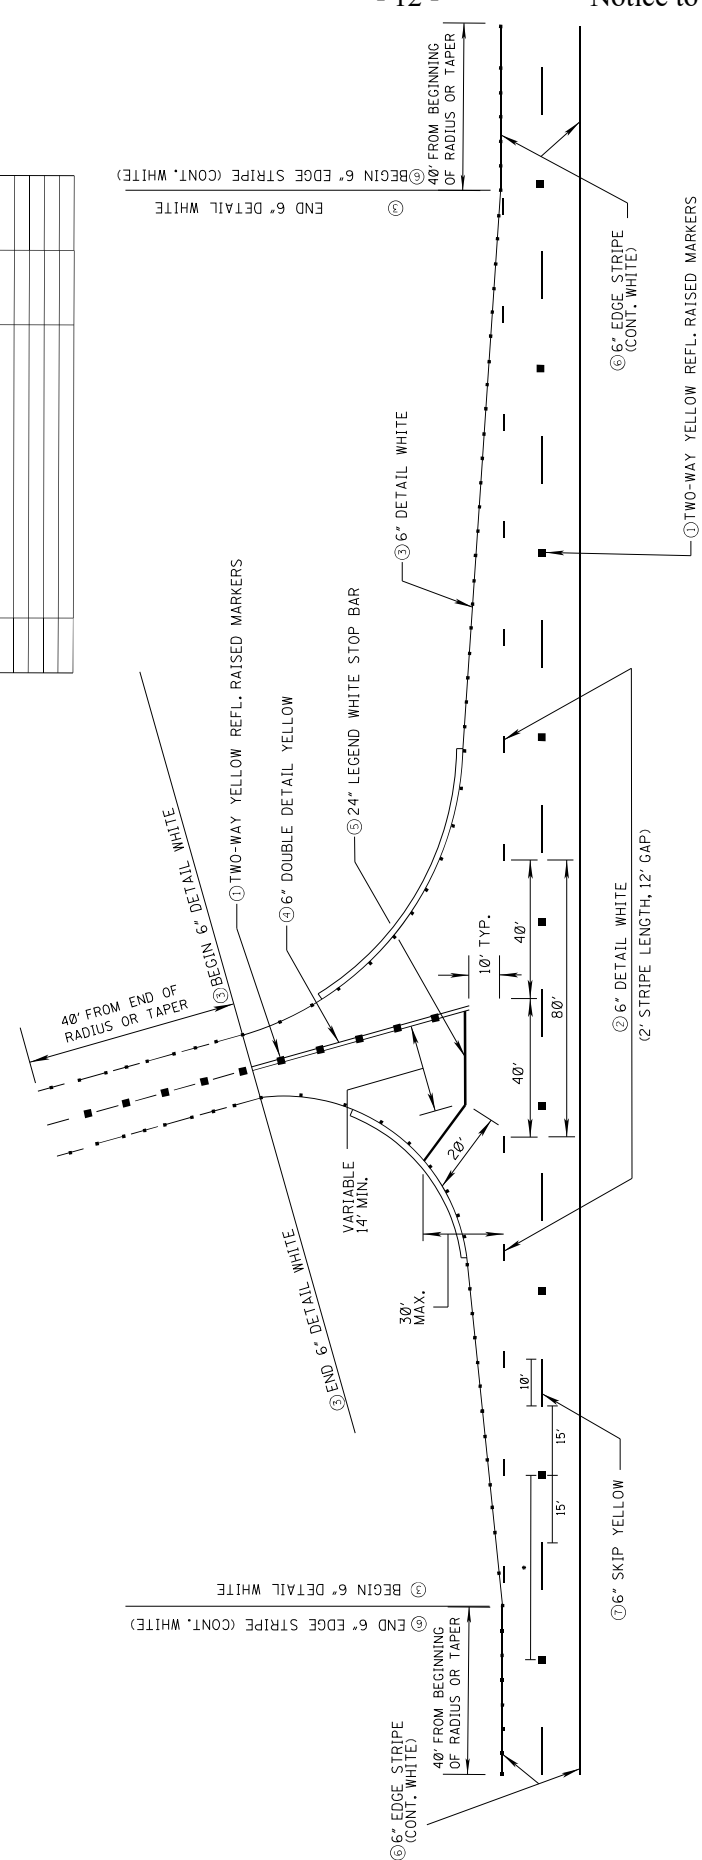 - 12 -
Notice to
40' FROM BEGINNING
OF RADIUS OR TAPER
⑥BEGIN 6" EDGE STRIPE (CONT. WHITE)
③ END 6" DETAIL WHITE
⑥6" EDGE STRIPE
(CONT. WHITE)
①TWO-WAY YELLOW REFL. RAISED MARKERS
③6" DETAIL WHITE
①TWO-WAY YELLOW REFL. RAISED MARKERS
④6" DOUBLE DETAIL YELLOW
⑤24" LEGEND WHITE STOP BAR
③BEGIN 6" DETAIL WHITE
40' FROM END OF
RADIUS OR TAPER
10' TYP.
40'
40'
80'
②6" DETAIL WHITE
(2' STRIPE LENGTH, 12' GAP)
20'
VARIABLE
14' MIN.
30'
MAX.
③END 6" DETAIL WHITE
10'
15'
15'
⑦6" SKIP YELLOW
③ BEGIN 6" DETAIL WHITE
⑥ END 6" EDGE STRIPE (CONT. WHITE)
40' FROM BEGINNING
OF RADIUS OR TAPER
⑥6" EDGE STRIPE
(CONT. WHITE)